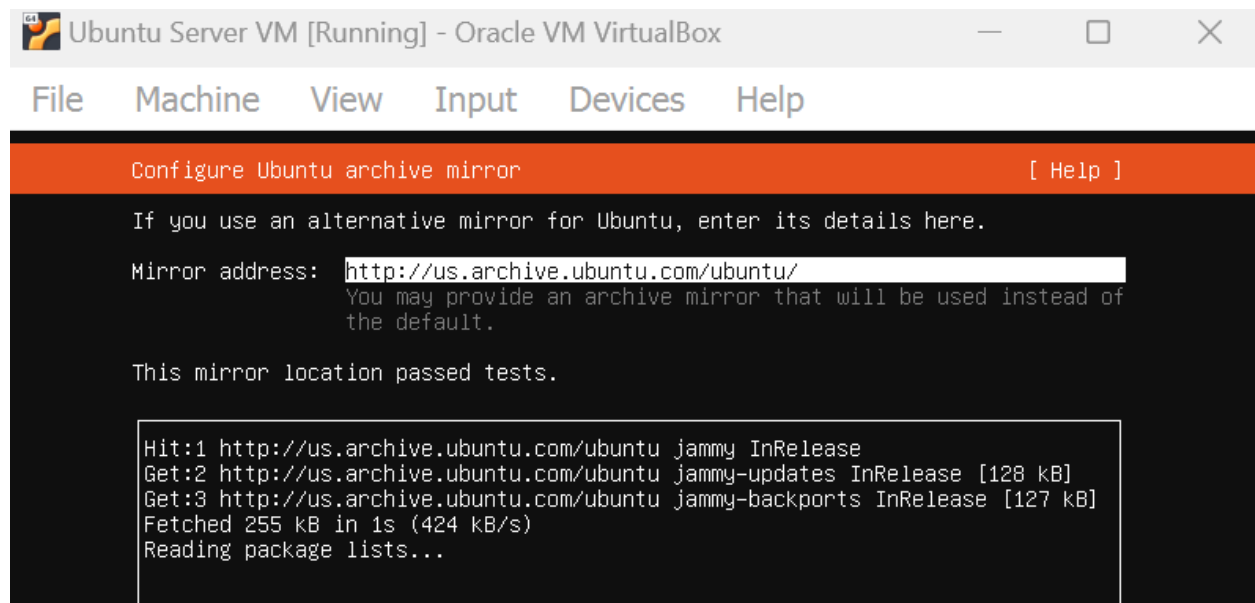 64
Ubuntu Server VM [Running] - Oracle VM VirtualBox
File Machine View Input Devices Help
Configure Ubuntu archive mirror [ Help ]
If you use an alternative mirror for Ubuntu, enter its details here.
Mirror address: http://us.archive.ubuntu.com/ubuntu/
You may provide an archive mirror that will be used instead of
the default.
This mirror location passed tests.
Hit:1 http://us.archive.ubuntu.com/ubuntu jammy InRelease
Get:2 http://us.archive.ubuntu.com/ubuntu jammy-updates InRelease [128 kB]
Get:3 http://us.archive.ubuntu.com/ubuntu jammy-backports InRelease [127 kB]
Fetched 255 kB in 1s (424 kB/s)
Reading package lists...